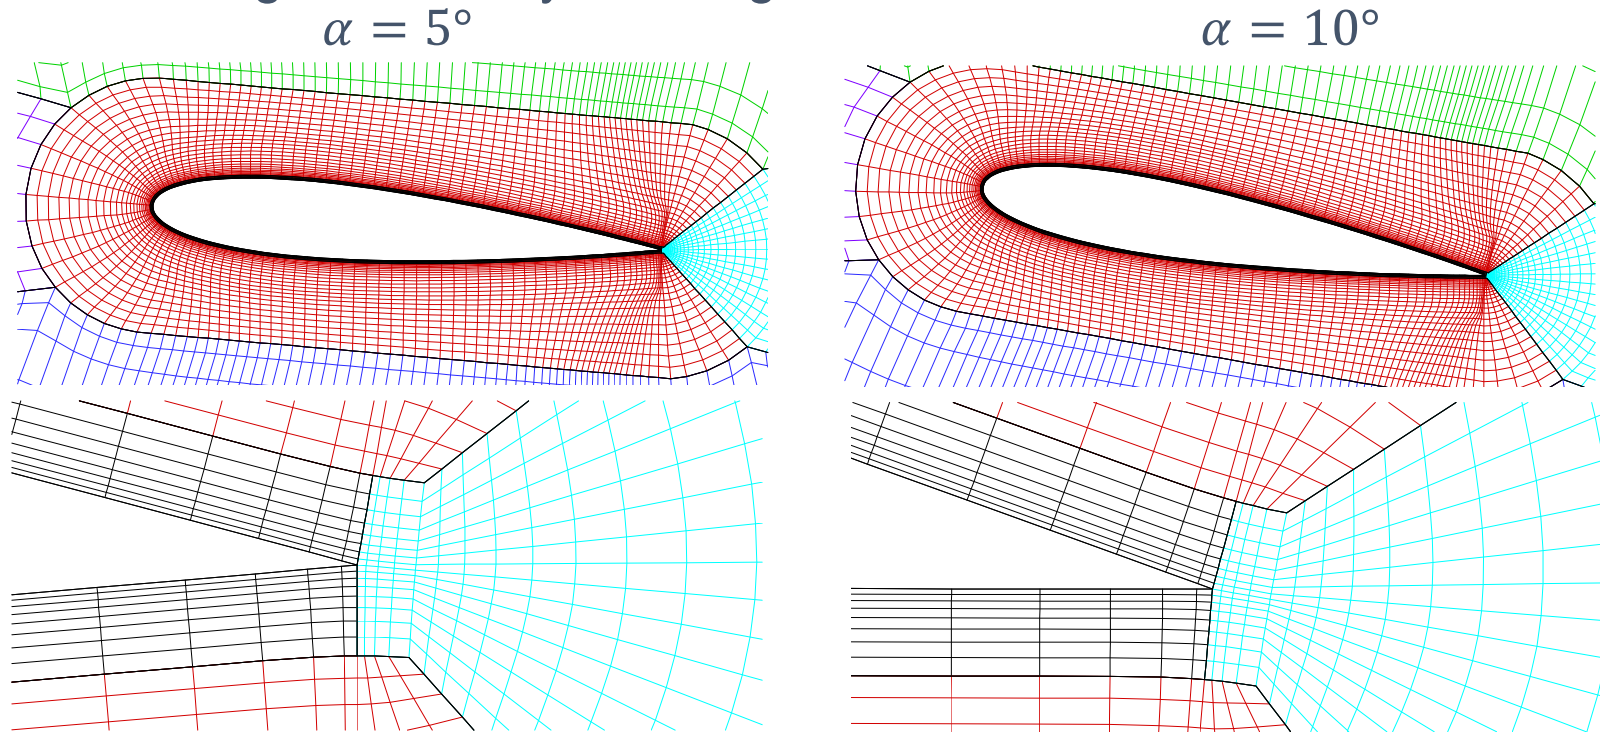 α = 5°
α = 10°